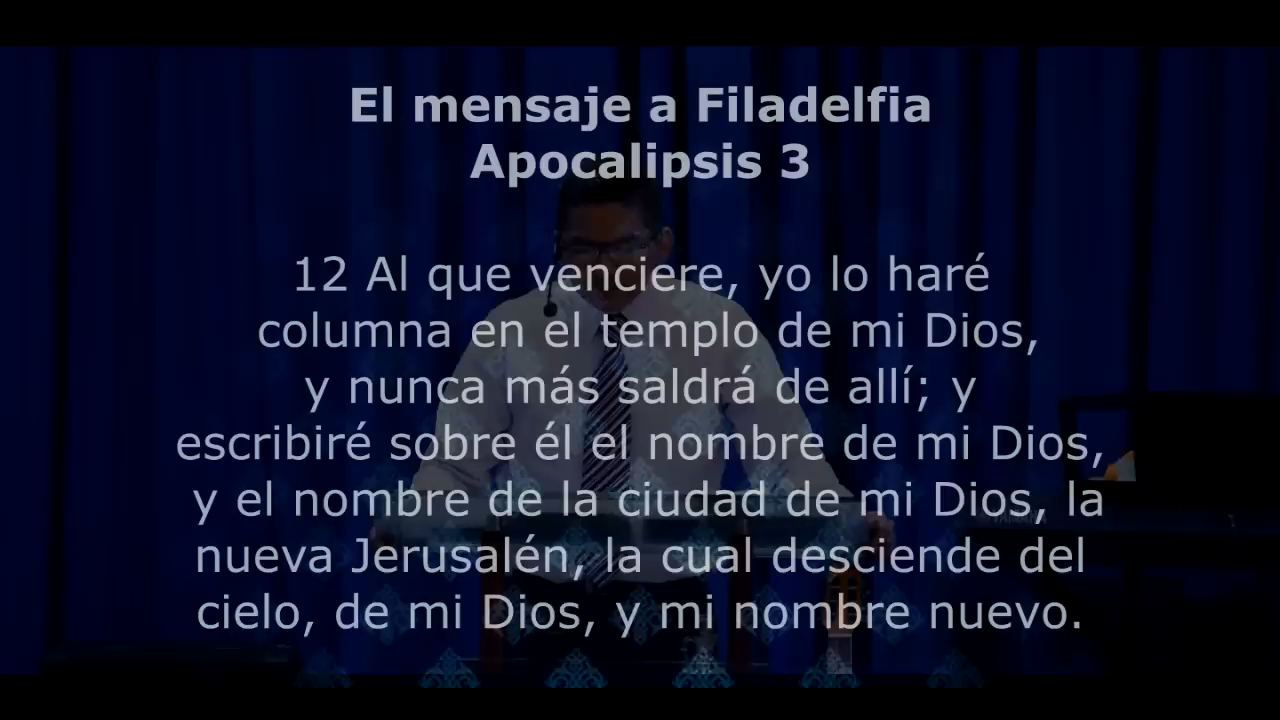 El mensaje a Filadelfia
Apocalipsis 3
12 Al que venciere, yo lo haré
columna en el templo de mi Dios,
y nunca más saldrá de allí; y
escribiré sobre él el nombre de mi Dios,
y el nombre de la ciudad de mi Dios, la
nueva Jerusalén, la cual desciende del
cielo, de mi Dios, y mi nombre nuevo.
YAMAHA